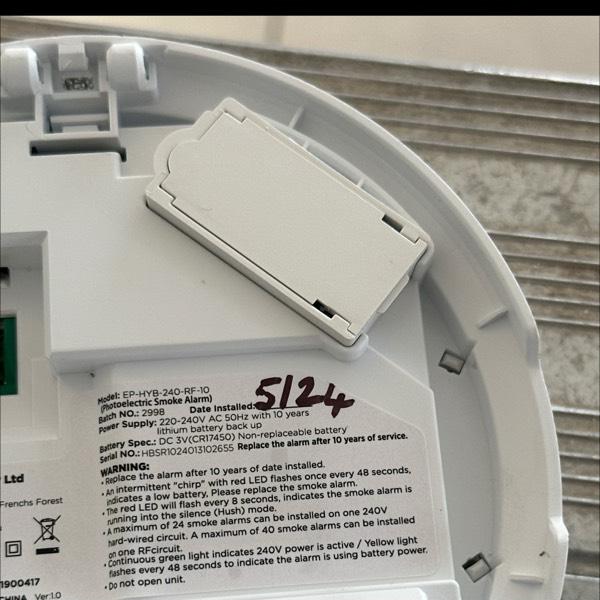 Model: EP-HYB-240-RF-10
(Photoelectric Smoke Alarm)
Batch NO.: 2998 Date Installed: 5/24
Power Supply: 220-240V AC 50Hz with 10 years
lithium battery back up
Battery Spec.: DC 3V(CR17450) Non-replaceable battery
Serial NO.: HBSR1024013102655 Replace the alarm after 10 years of service.
WARNING:
• Replace the alarm after 10 years of date installed.
• An intermittent "chirp" with red LED flashes once every 48 seconds,
indicates a low battery, Please replace the smoke alarm.
• The red LED will flash every 8 seconds, indicates the smoke alarm is
running into the silence (Hush) mode.
• A maximum of 24 smoke alarms can be installed on one 240V
hard-wired circuit. A maximum of 40 smoke alarms can be installed
on one RFcircuit.
• Continuous green light indicates 240V power is active / Yellow light
flashes every 48 seconds to indicate the alarm is using battery power.
• Do not open unit.
Ltd
Frenchs Forest
1900417
CHINA Ver:1.0